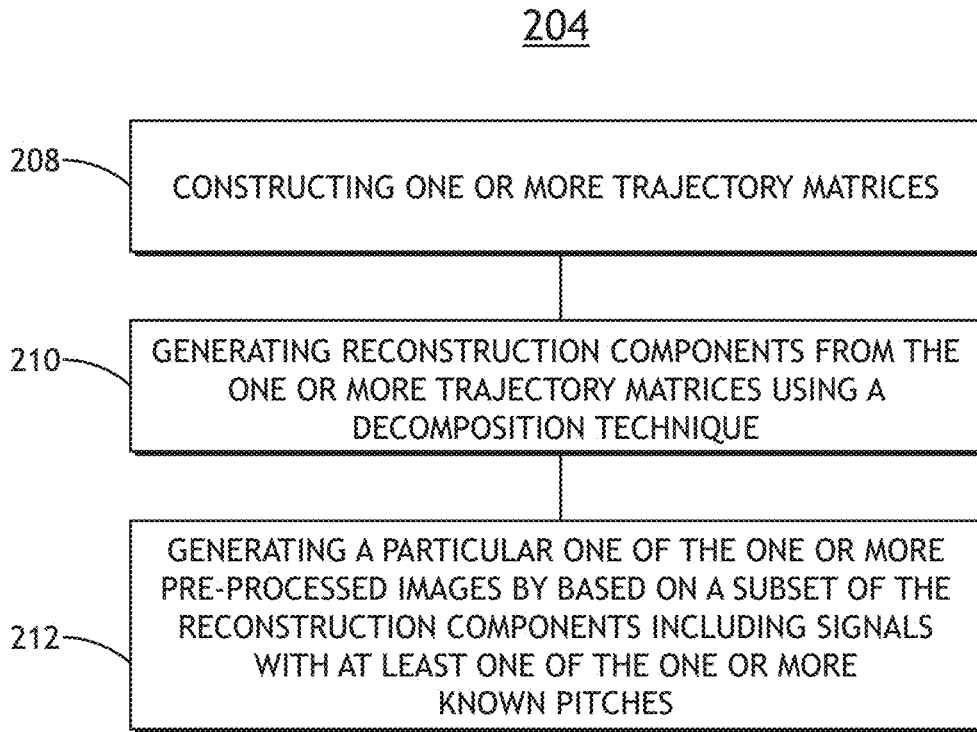 204
208
CONSTRUCTING ONE OR MORE TRAJECTORY MATRICES
210
GENERATING RECONSTRUCTION COMPONENTS FROM THE
ONE OR MORE TRAJECTORY MATRICES USING A
DECOMPOSITION TECHNIQUE
212
GENERATING A PARTICULAR ONE OF THE ONE OR MORE
PRE-PROCESSED IMAGES BY BASED ON A SUBSET OF THE
RECONSTRUCTION COMPONENTS INCLUDING SIGNALS
WITH AT LEAST ONE OF THE ONE OR MORE
KNOWN PITCHES